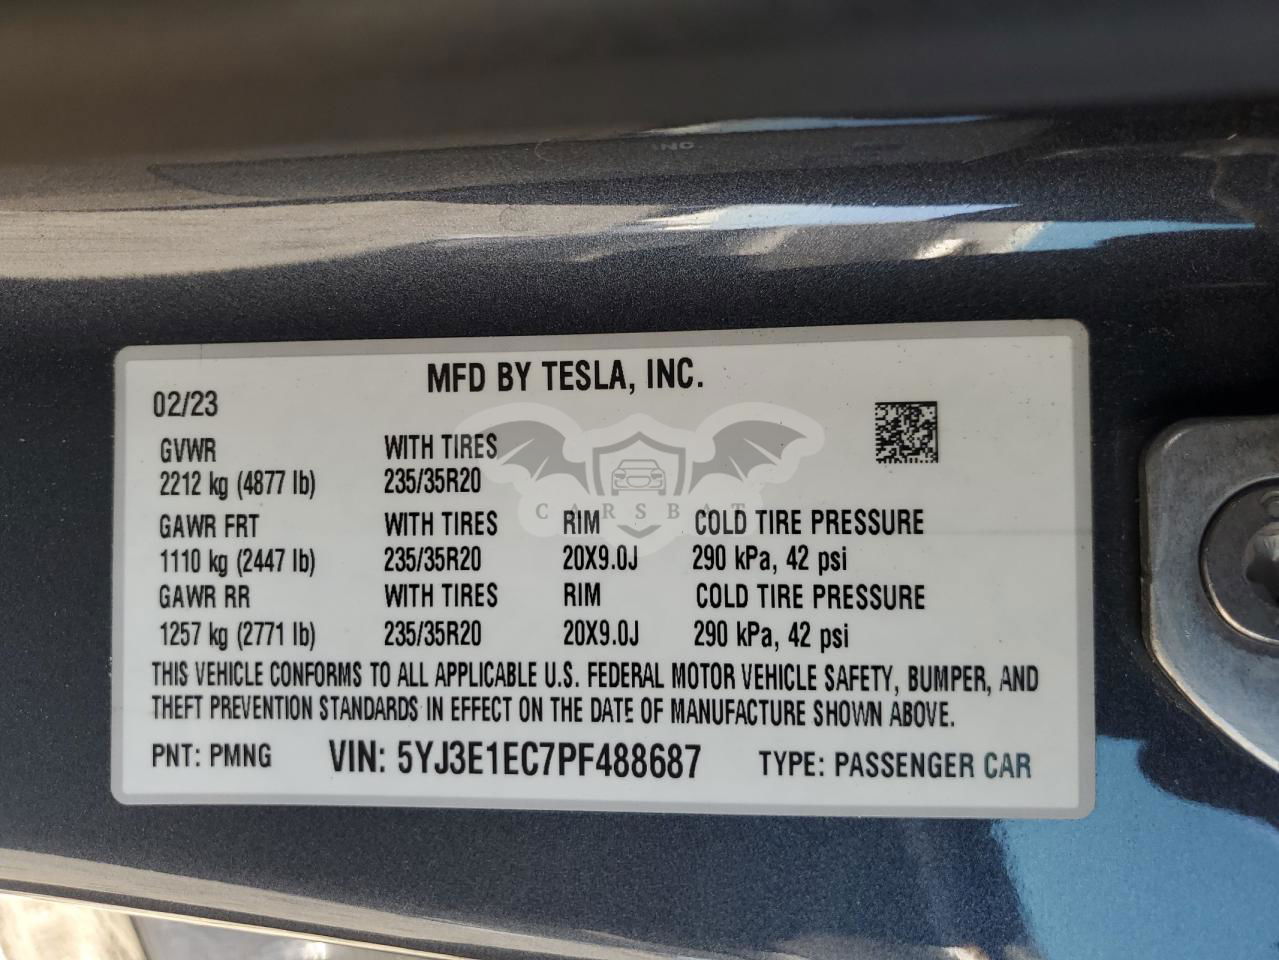 INC
MFD BY TESLA, INC.
02/23
GVWR WITH TIRES
2212 kg (4877 lb) 235/35R20
CARSBAT
GAWR FRT WITH TIRES RIM COLD TIRE PRESSURE
1110 kg (2447 lb) 235/35R20 20X9.0J 290 kPa, 42 psi
GAWR RR WITH TIRES RIM COLD TIRE PRESSURE
1257 kg (2771 lb) 235/35R20 20X9.0J 290 kPa, 42 psi
THIS VEHICLE CONFORMS TO ALL APPLICABLE U.S. FEDERAL MOTOR VEHICLE SAFETY, BUMPER, AND
THEFT PREVENTION STANDARDS IN EFFECT ON THE DATE OF MANUFACTURE SHOWN ABOVE.
PNT: PMNG VIN: 5YJ3E1EC7PF488687 TYPE: PASSENGER CAR